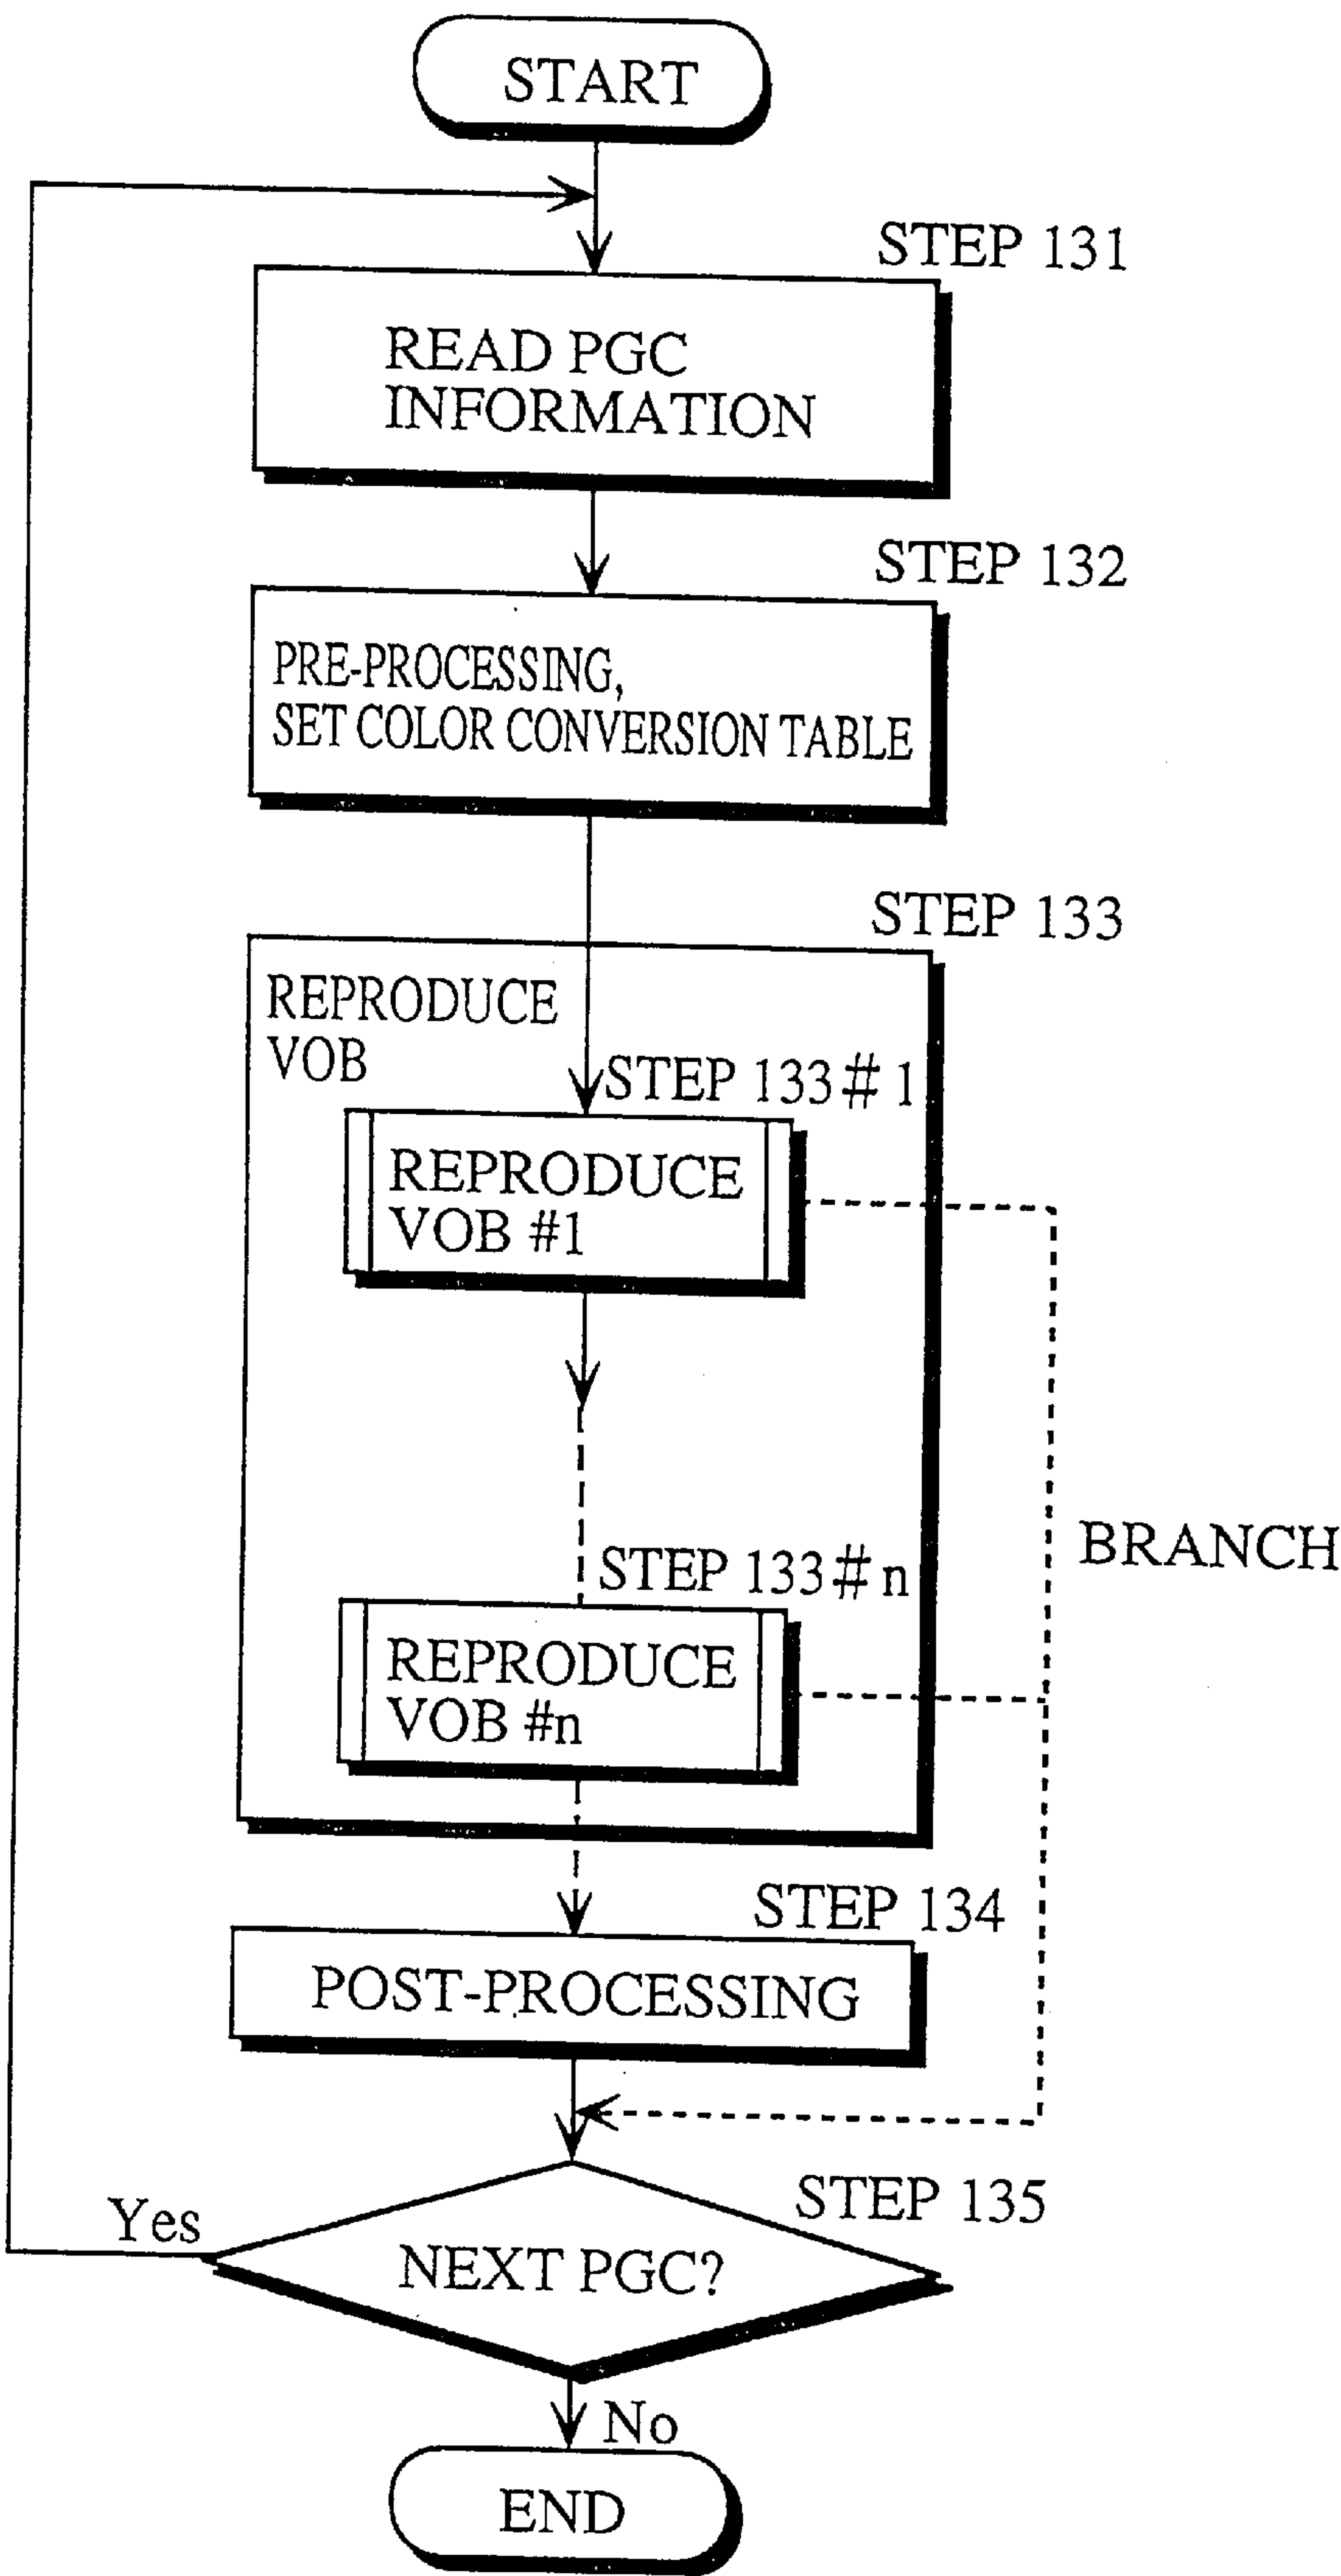 START
STEP 131
READ PGC
INFORMATION
STEP 132
PRE-PROCESSING,
SET COLOR CONVERSION TABLE
STEP 133
REPRODUCE
VOB
STEP 133#1
REPRODUCE
VOB #1
BRANCH
STEP 133#n
REPRODUCE
VOB #n
STEP 134
POST-PROCESSING
STEP 135
Yes
NEXT PGC?
No
END